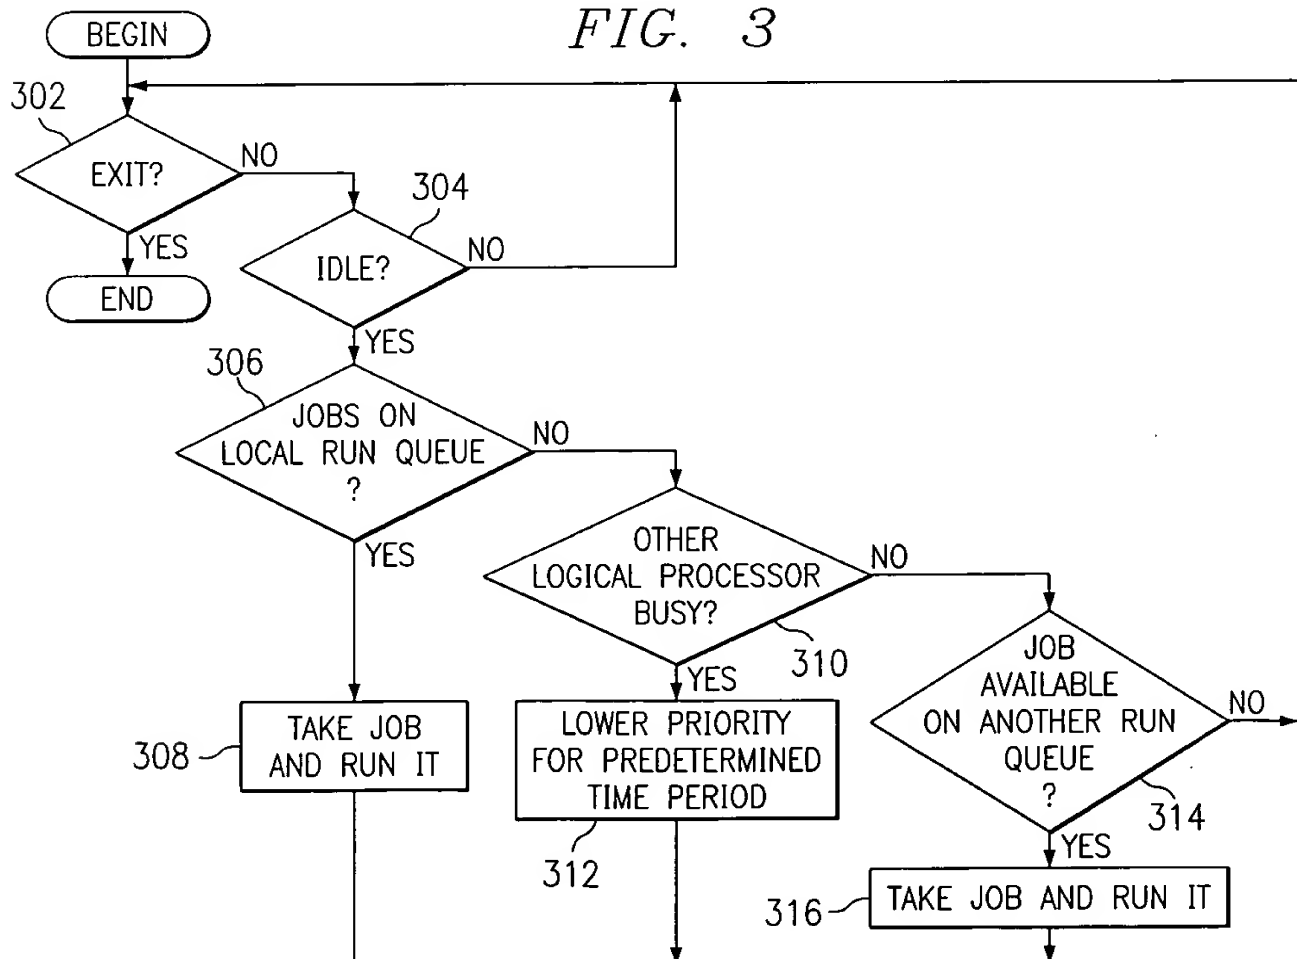 FIG. 3
BEGIN
302
EXIT?
NO
YES
END
304
IDLE?
NO
YES
306
JOBS ON
LOCAL RUN QUEUE
?
NO
YES
308
TAKE JOB
AND RUN IT
OTHER
LOGICAL PROCESSOR
BUSY?
310
NO
YES
LOWER PRIORITY
FOR PREDETERMINED
TIME PERIOD
312
JOB
AVAILABLE
ON ANOTHER RUN
QUEUE
?
314
NO
YES
316
TAKE JOB AND RUN IT